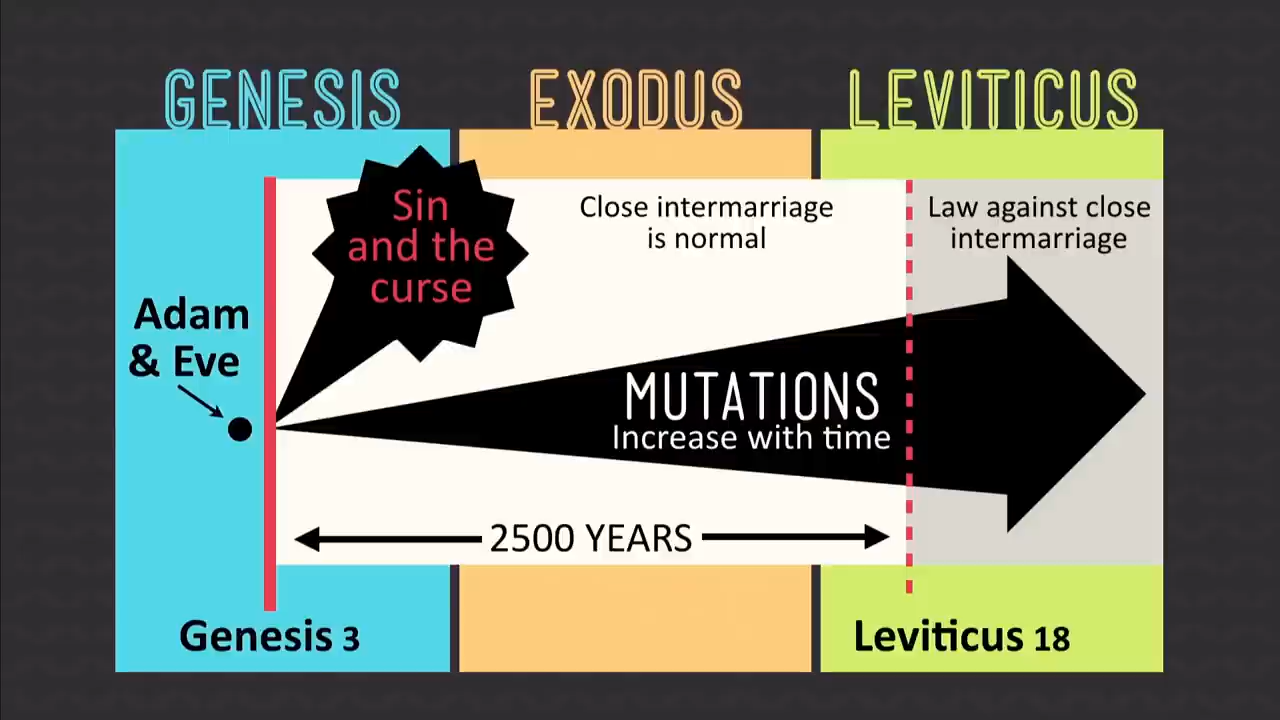 GENESIS
EXODUS
LEVITICUS
Sin
and the
curse
Close intermarriage
is normal
Law against close
intermarriage
Adam
& Eve
MUTATIONS
Increase with time
2500 YEARS
Genesis 3
Leviticus 18